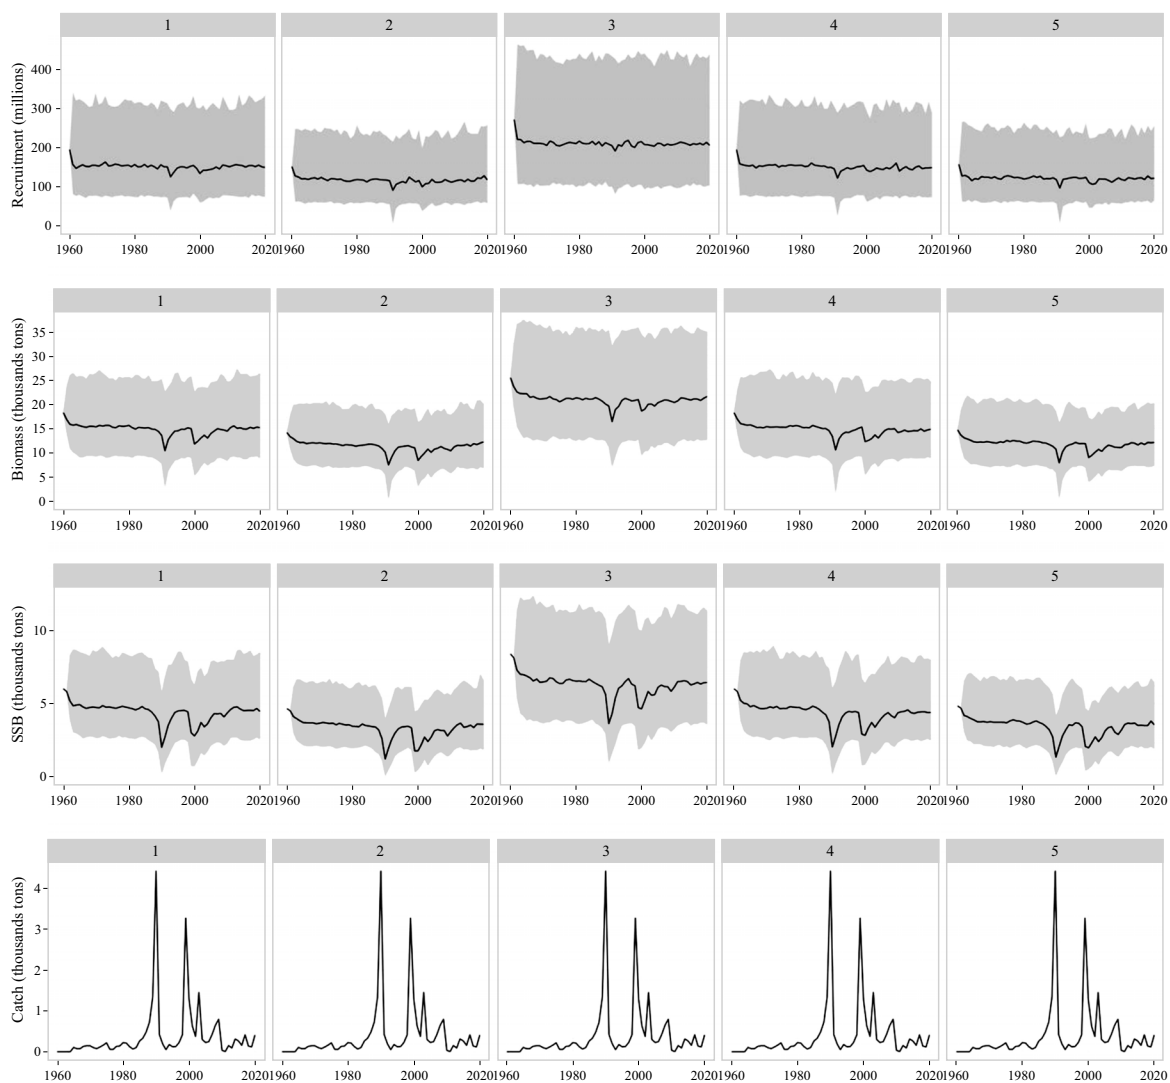 1 2 3 4 5
Recruitment (millions)
400
300
200
100
0
1960 1980 2000 2020 1960 1980 2000 2020 1960 1980 2000 2020 1960 1980 2000 2020 1960 1980 2000 2020
1 2 3 4 5
Biomass (thousands tons)
35
30
25
20
15
10
5
0
1960 1980 2000 2020 1960 1980 2000 2020 1960 1980 2000 2020 1960 1980 2000 2020 1960 1980 2000 2020
1 2 3 4 5
SSB (thousands tons)
10
5
0
1960 1980 2000 2020 1960 1980 2000 2020 1960 1980 2000 2020 1960 1980 2000 2020 1960 1980 2000 2020
1 2 3 4 5
Catch (thousands tons)
4
3
2
1
0
1960 1980 2000 2020 1960 1980 2000 2020 1960 1980 2000 2020 1960 1980 2000 2020 1960 1980 2000 2020